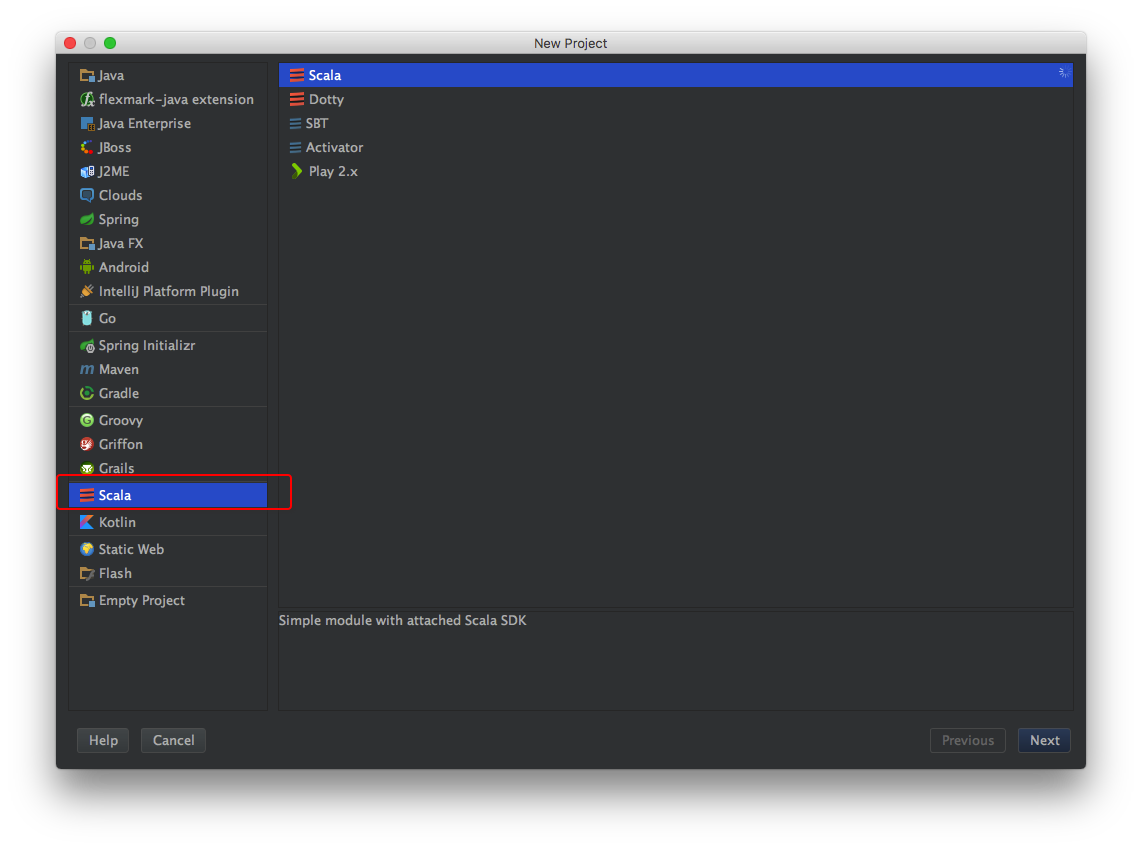 New Project
Java
flexmark-java extension
Java Enterprise
JBoss
J2ME
Clouds
Spring
Java FX
Android
IntelliJ Platform Plugin
Go
Spring Initializr
Maven
Gradle
Groovy
Griffon
Grails
Scala
Kotlin
Static Web
Flash
Empty Project
Scala
Dotty
SBT
Activator
Play 2.x
Simple module with attached Scala SDK
Help
Cancel
Previous
Next